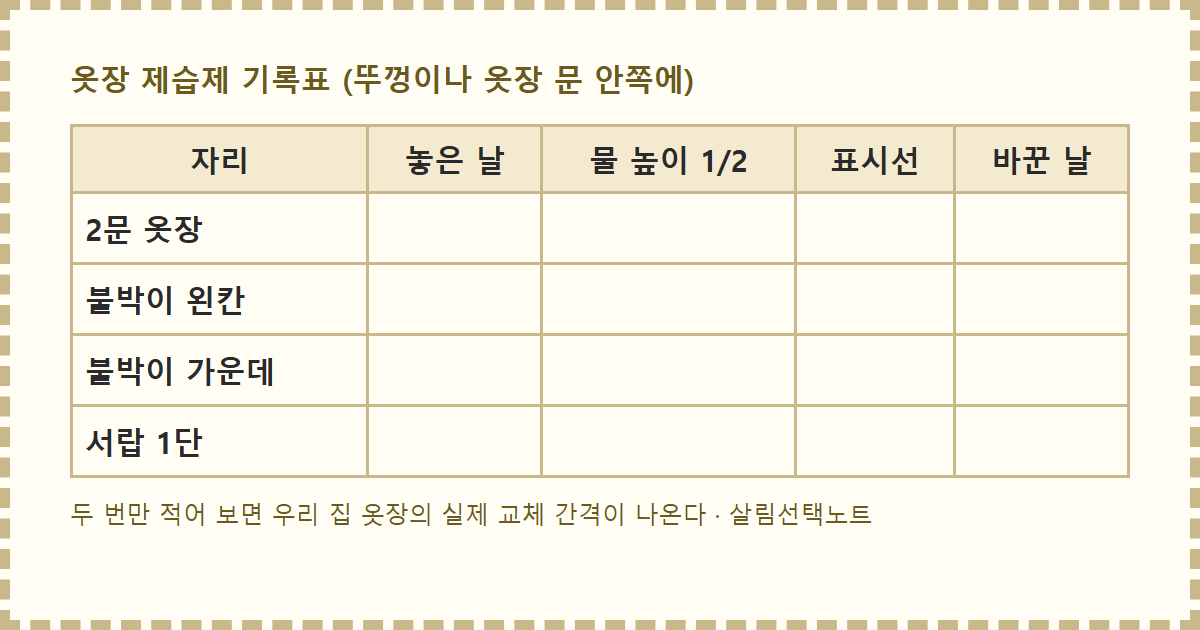 옷장 제습제 기록표 (뚜껑이나 옷장 문 안쪽에)
자리 놓은 날 물 높이 1/2 표시선 바꾼 날
2문 옷장
붙박이 왼칸
붙박이 가운데
서랍 1단
두 번만 적어 보면 우리 집 옷장의 실제 교체 간격이 나온다 · 살림선택노트